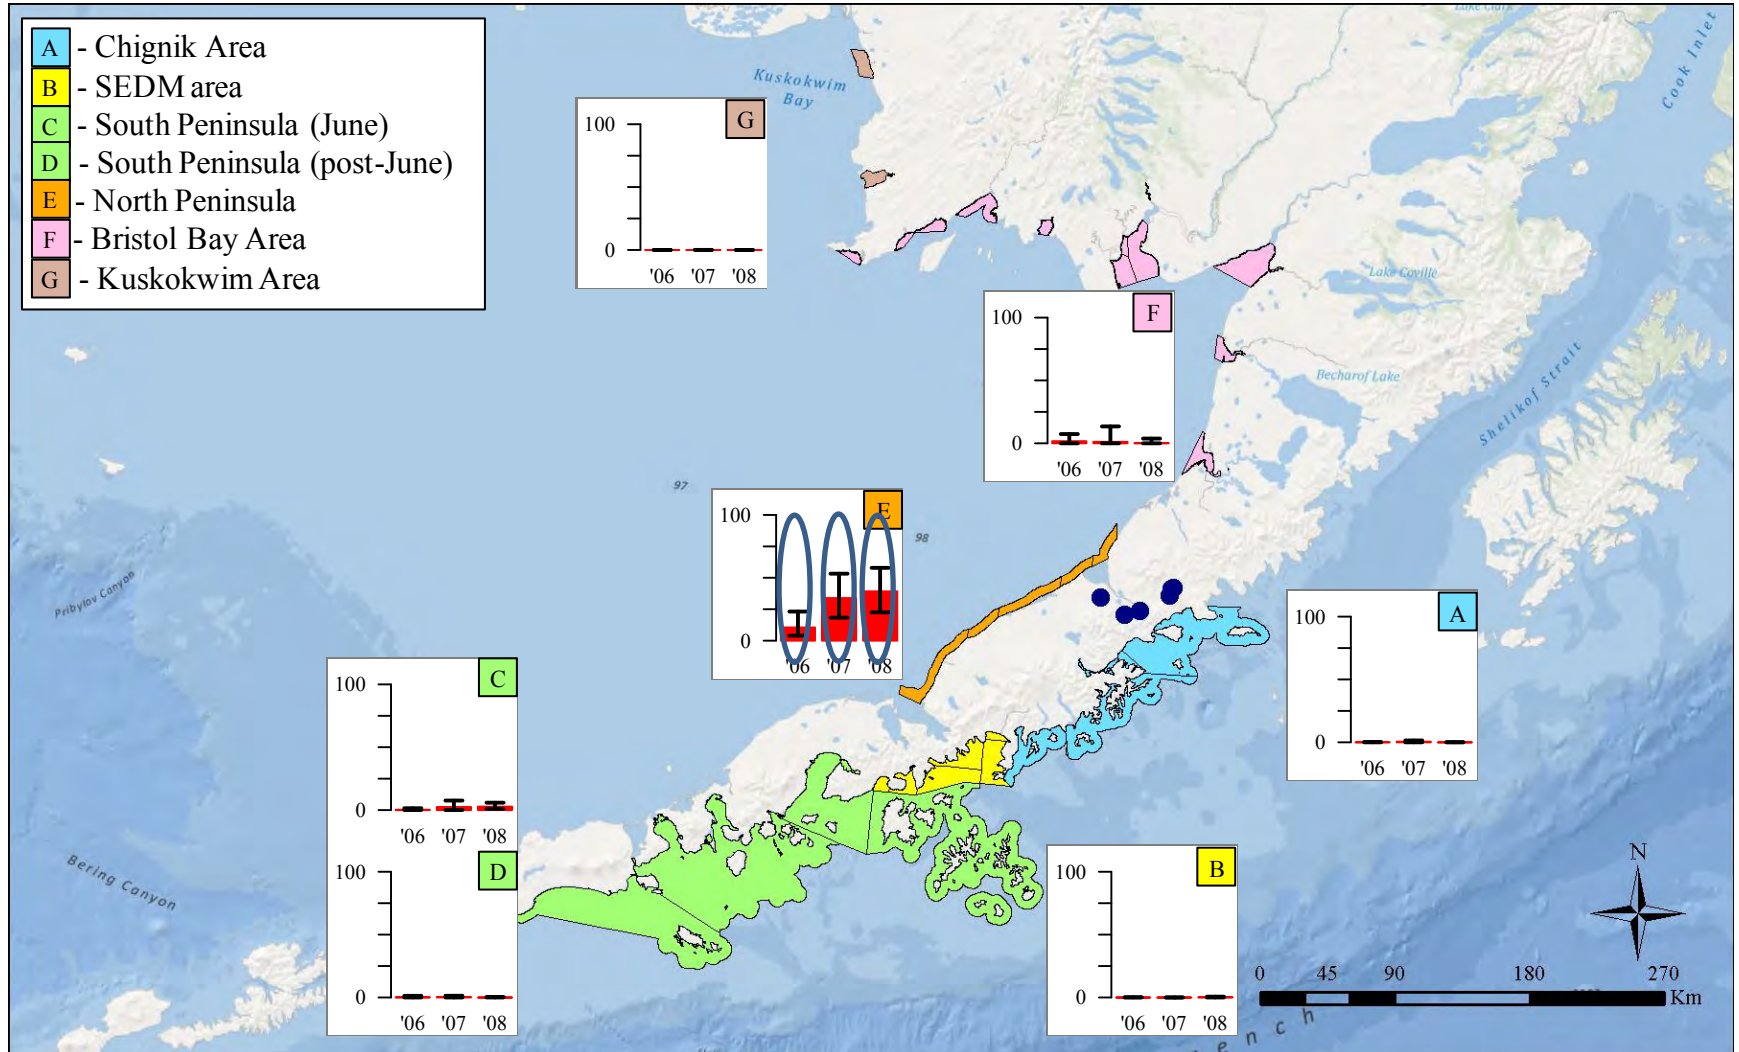 A - Chignik Area
B - SEDM area
C - South Peninsula (June)
D - South Peninsula (post-June)
E - North Peninsula
F - Bristol Bay Area
G - Kuskokwim Area
Lake Clark
Cook Inlet
Kuskokwim
Bay
G
100
0
'06 '07 '08
Lake Coville
F
100
0
'06 '07 '08
Becharof Lake
Shelikof Strait
97
98
E
100
0
'06 '07 '08
Pribylov Canyon
A
100
0
'06 '07 '08
C
100
0
'06 '07 '08
Bering Canyon
D
100
0
'06 '07 '08
B
100
0
'06 '07 '08
N
0 45 90 180 270
Km